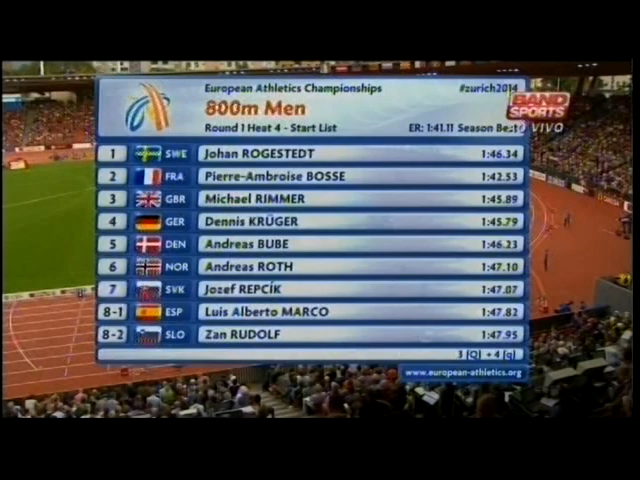 European Athletics Championships #zurich2014
800m Men
Round 1 Heat 4 - Start List ER: 1:41.11 Season Best
BAND
SPORTS
VIVO
1 SWE Johan ROGESTEDT 1:46.34
2 FRA Pierre-Ambroise BOSSE 1:42.53
3 GBR Michael RIMMER 1:45.89
4 GER Dennis KRÜGER 1:45.79
5 DEN Andreas BUBE 1:46.23
6 NOR Andreas ROTH 1:47.10
7 SVK Jozef REPCÍK 1:47.07
8-1 ESP Luis Alberto MARCO 1:47.82
8-2 SLO Zan RUDOLF 1:47.95
3 [Q] + 4 [q]
www.european-athletics.org